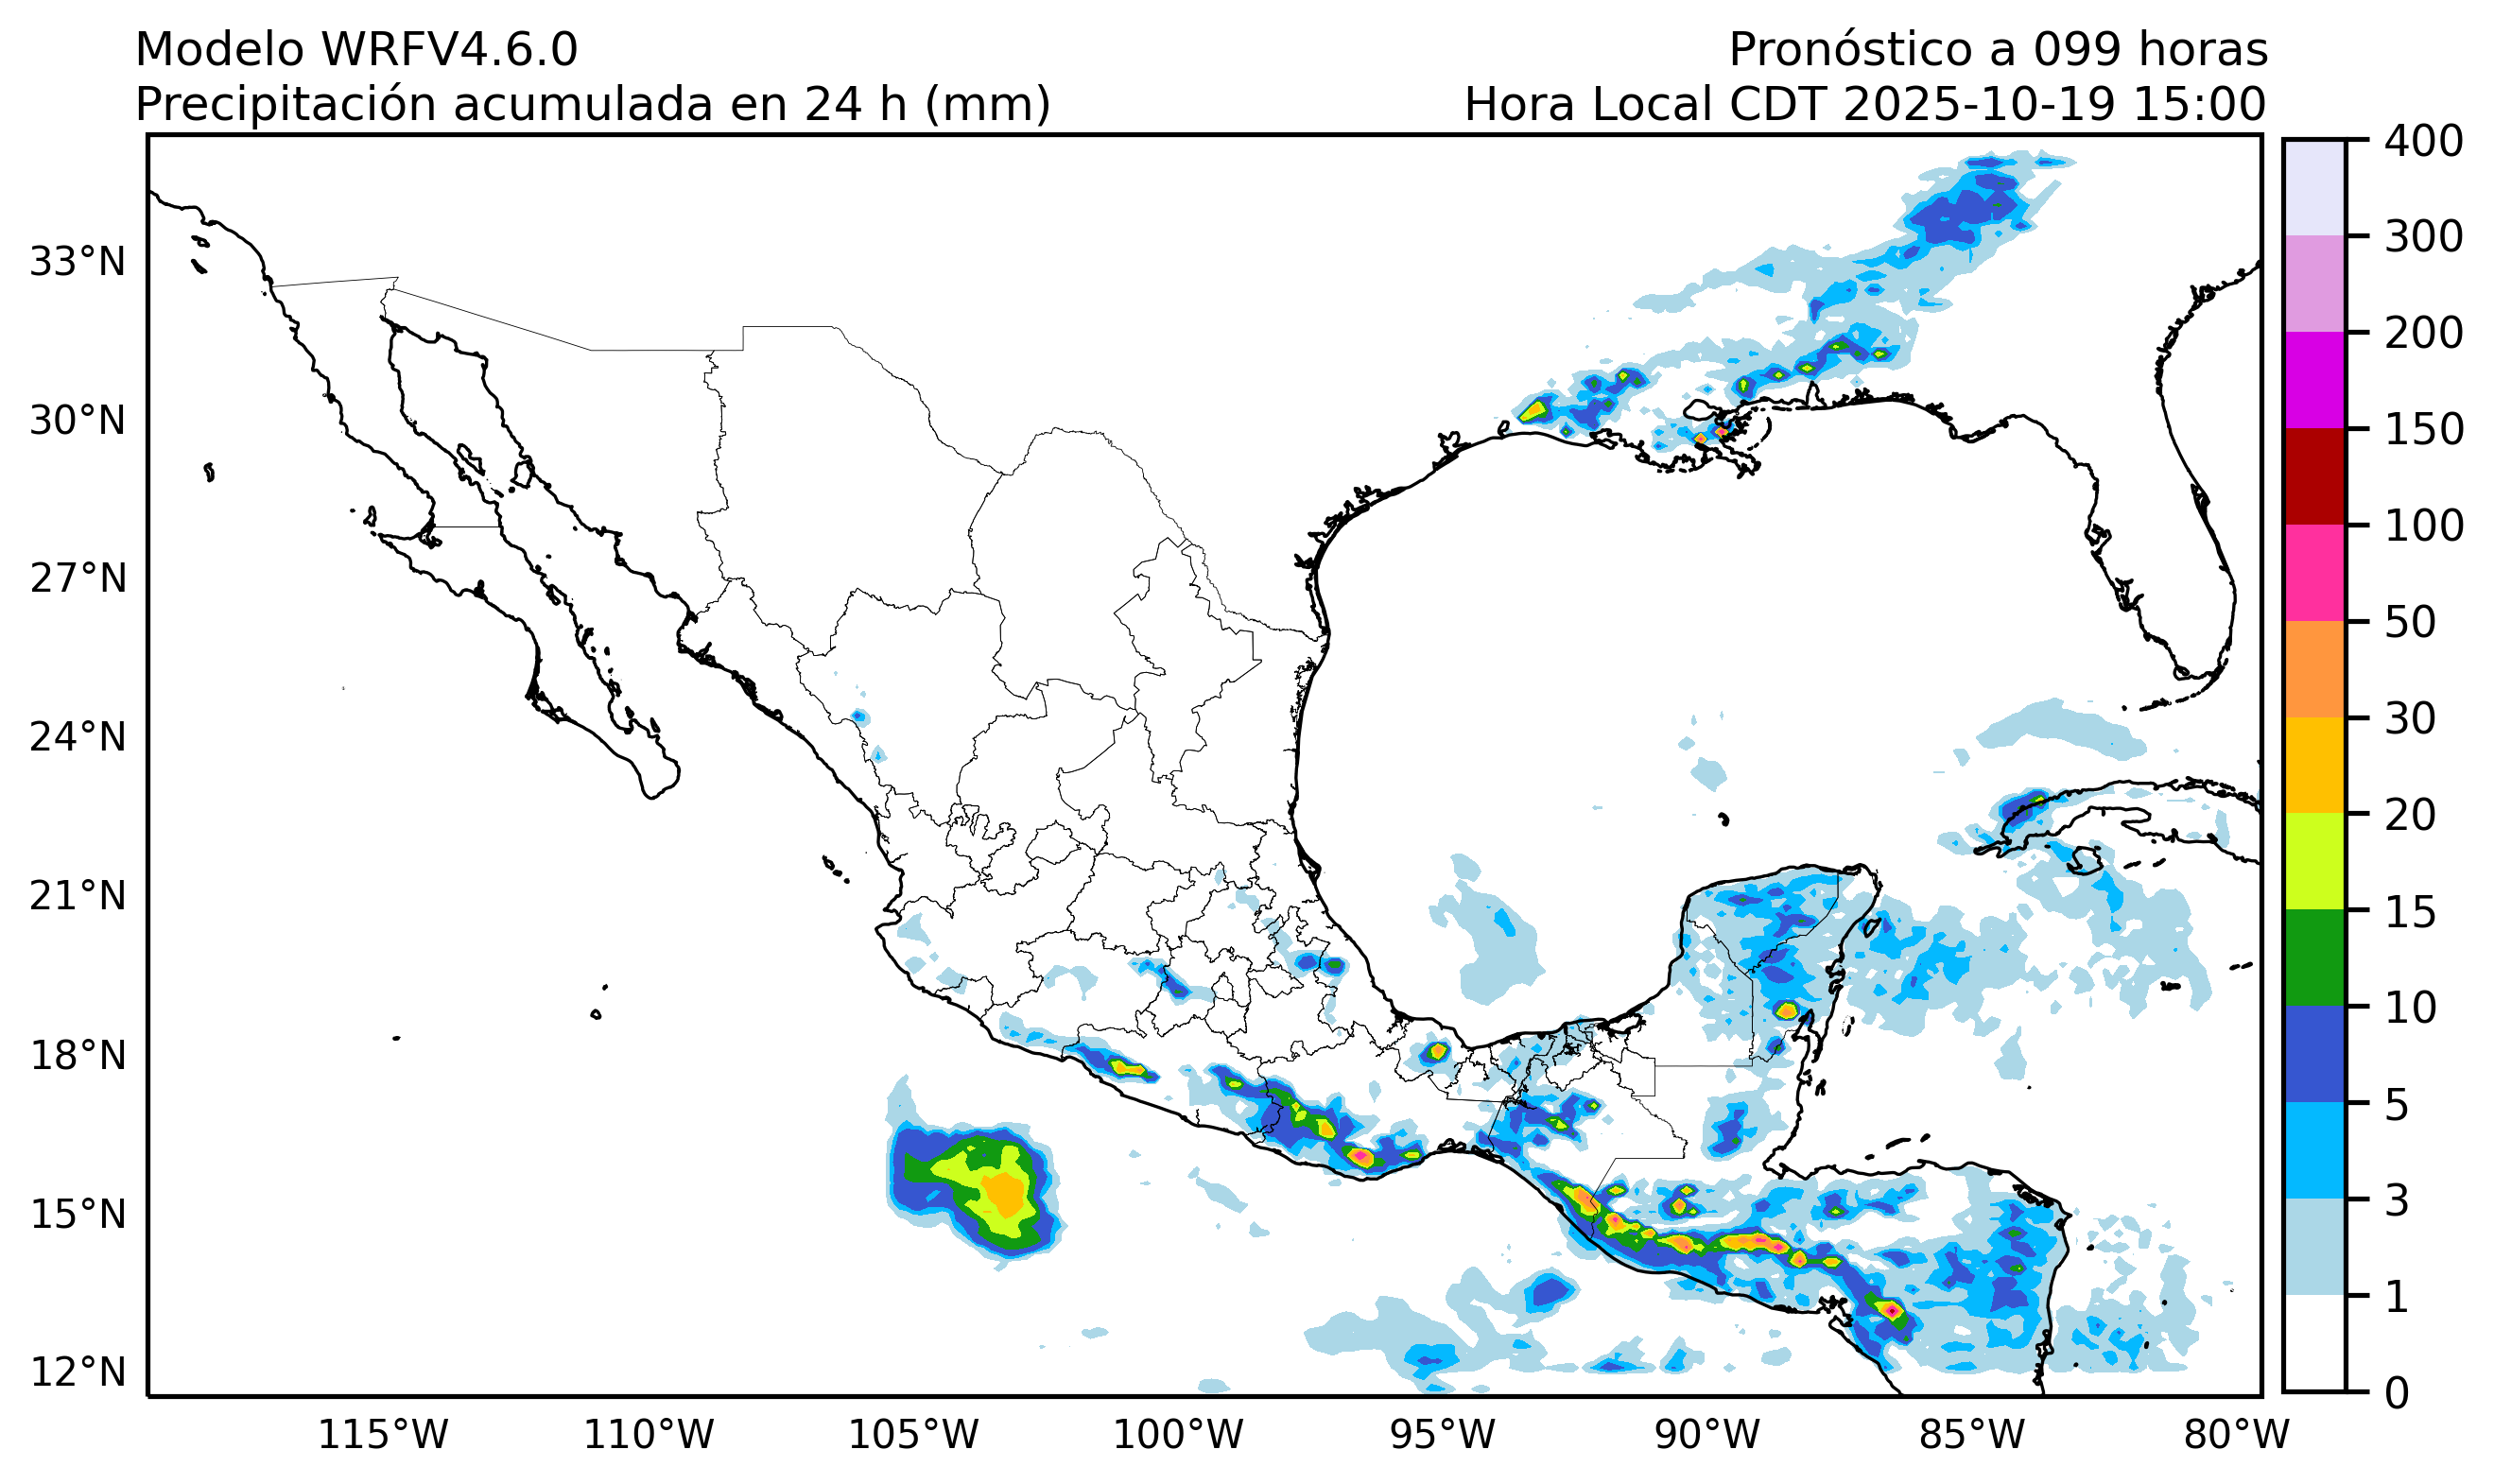 Modelo WRFV4.6.0
Pronóstico a 099 horas
Precipitación acumulada en 24 h (mm)
Hora Local CDT 2025-10-19 15:00
400
300
200
150
100
50
30
20
15
10
5
3
1
0
33°N
30°N
27°N
24°N
21°N
18°N
15°N
12°N
115°W
110°W
105°W
100°W
95°W
90°W
85°W
80°W